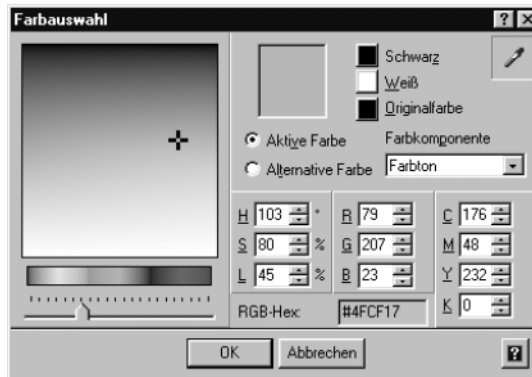 Farbauswahl
Schwarz
Weiß
Originalfarbe
Aktive Farbe
Farbkomponente
Alternative Farbe
Farbton
H 103 ° R 79 C 176
S 80 % G 207 M 48
L 45 % B 23 Y 232
RGB-Hex: #4FCF17 K 0
OK Abbrechen